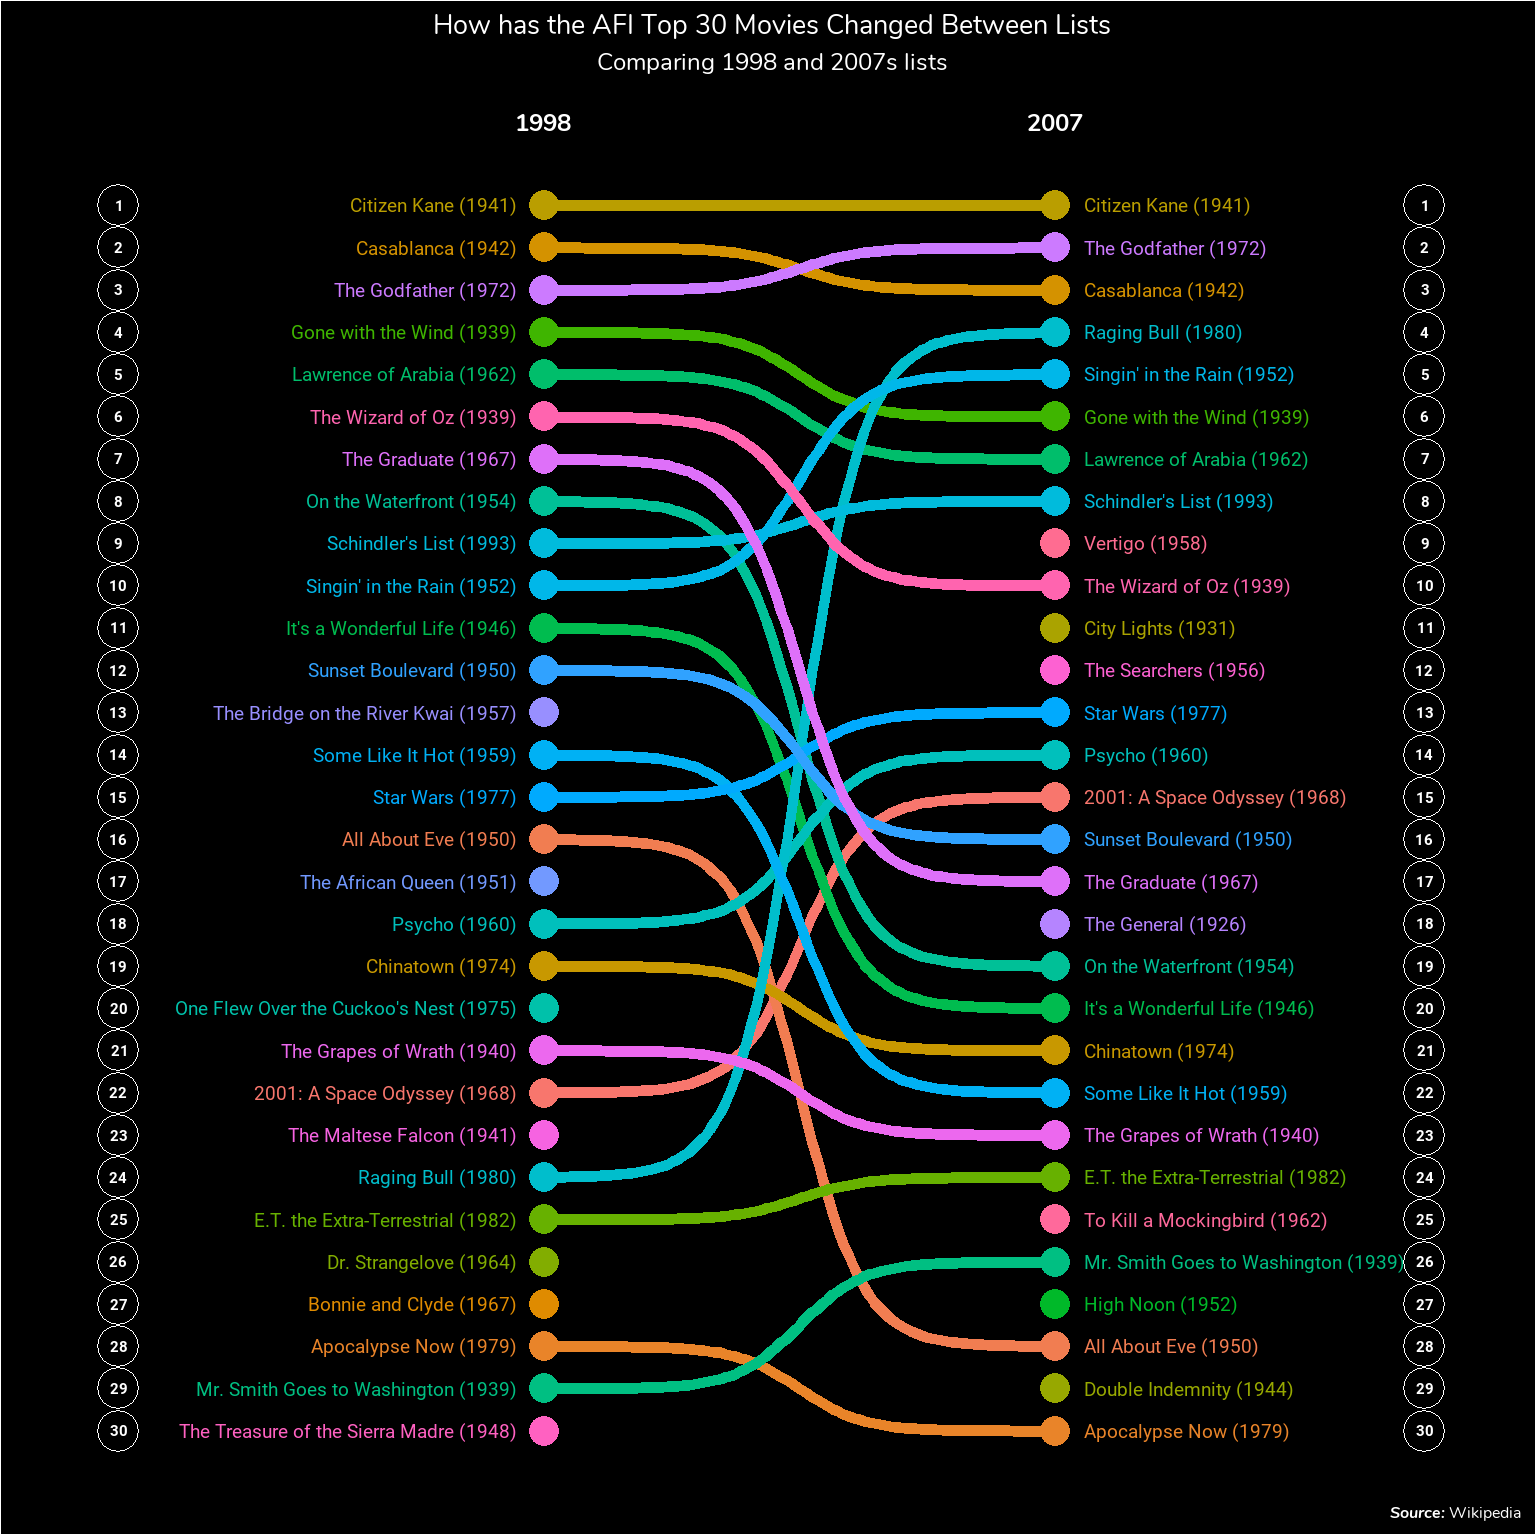 How has the AFI Top 30 Movies Changed Between Lists
Comparing 1998 and 2007s lists
1998 2007
1 Citizen Kane (1941) Citizen Kane (1941) 1
2 Casablanca (1942) The Godfather (1972) 2
3 The Godfather (1972) Casablanca (1942) 3
4 Gone with the Wind (1939) Raging Bull (1980) 4
5 Lawrence of Arabia (1962) Singin' in the Rain (1952) 5
6 The Wizard of Oz (1939) Gone with the Wind (1939) 6
7 The Graduate (1967) Lawrence of Arabia (1962) 7
8 On the Waterfront (1954) Schindler's List (1993) 8
9 Schindler's List (1993) Vertigo (1958) 9
10 Singin' in the Rain (1952) The Wizard of Oz (1939) 10
11 It's a Wonderful Life (1946) City Lights (1931) 11
12 Sunset Boulevard (1950) The Searchers (1956) 12
13 The Bridge on the River Kwai (1957) Star Wars (1977) 13
14 Some Like It Hot (1959) Psycho (1960) 14
15 Star Wars (1977) 2001: A Space Odyssey (1968) 15
16 All About Eve (1950) Sunset Boulevard (1950) 16
17 The African Queen (1951) The Graduate (1967) 17
18 Psycho (1960) The General (1926) 18
19 Chinatown (1974) On the Waterfront (1954) 19
20 One Flew Over the Cuckoo's Nest (1975) It's a Wonderful Life (1946) 20
21 The Grapes of Wrath (1940) Chinatown (1974) 21
22 2001: A Space Odyssey (1968) Some Like It Hot (1959) 22
23 The Maltese Falcon (1941) The Grapes of Wrath (1940) 23
24 Raging Bull (1980) E.T. the Extra-Terrestrial (1982) 24
25 E.T. the Extra-Terrestrial (1982) To Kill a Mockingbird (1962) 25
26 Dr. Strangelove (1964) Mr. Smith Goes to Washington (1939) 26
27 Bonnie and Clyde (1967) High Noon (1952) 27
28 Apocalypse Now (1979) All About Eve (1950) 28
29 Mr. Smith Goes to Washington (1939) Double Indemnity (1944) 29
30 The Treasure of the Sierra Madre (1948) Apocalypse Now (1979) 30
Source: Wikipedia